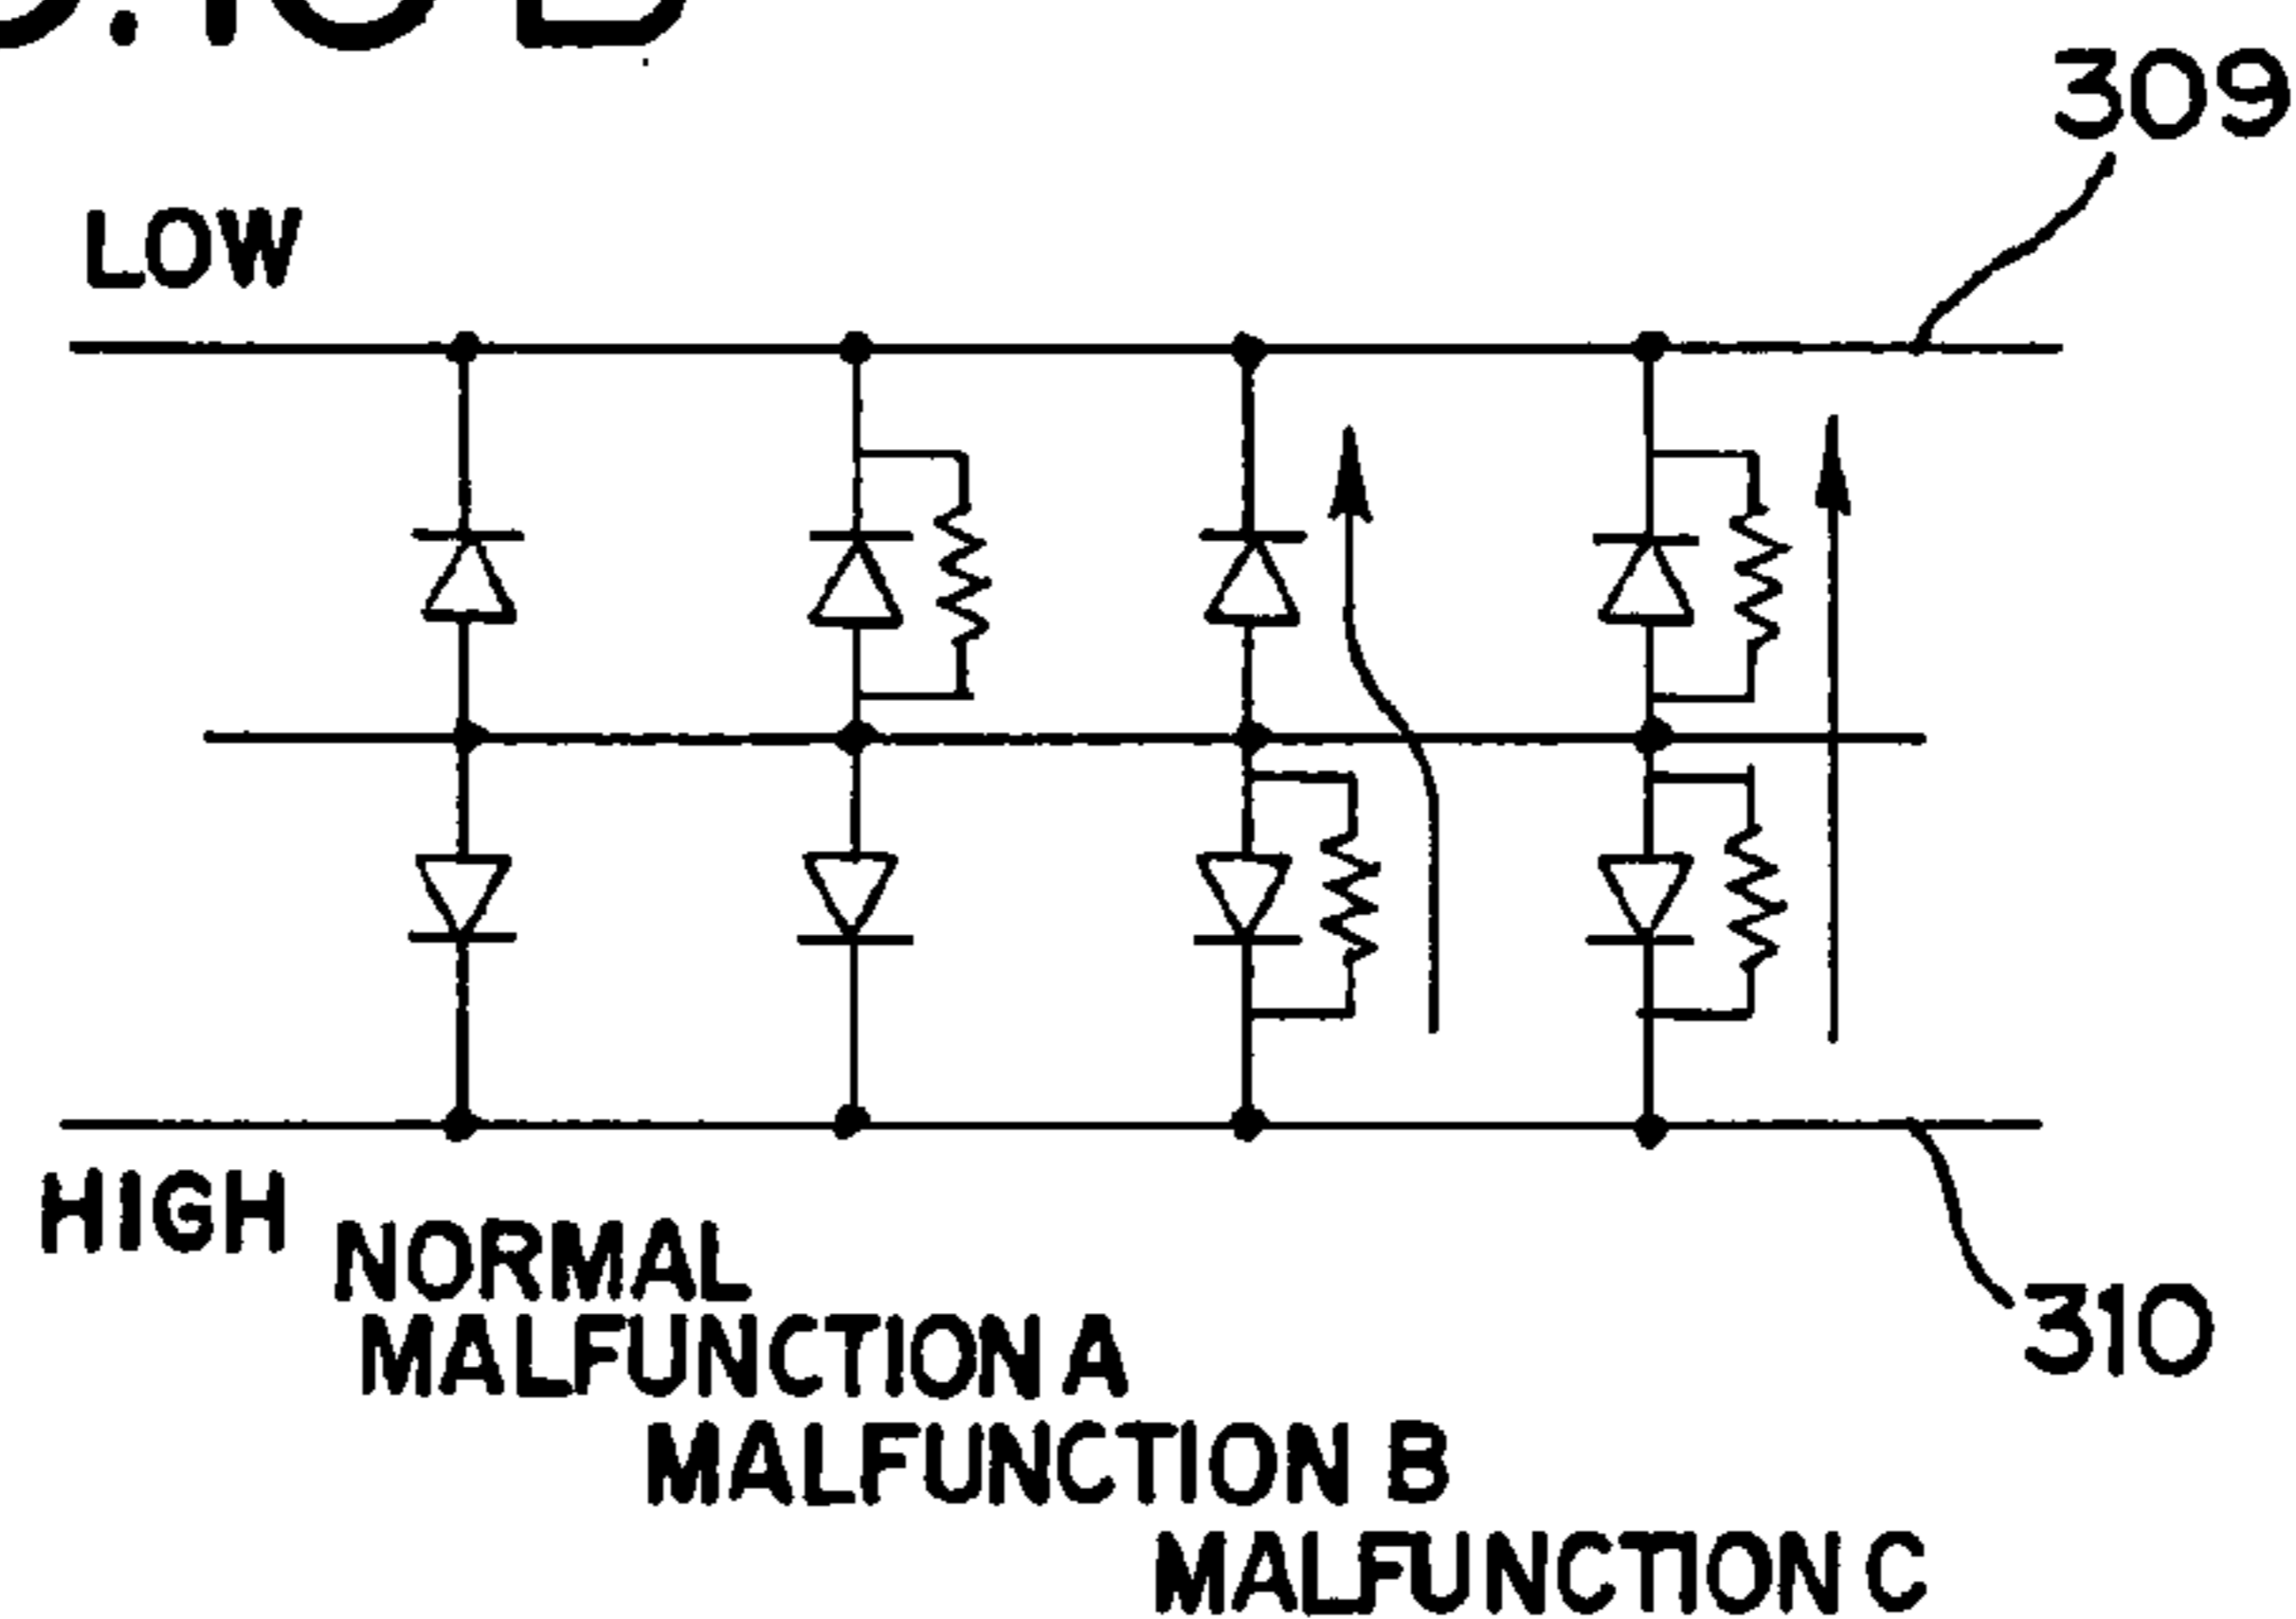 309
LOW
HIGH
NORMAL
MALFUNCTION A
310
MALFUNCTION B
MALFUNCTION C